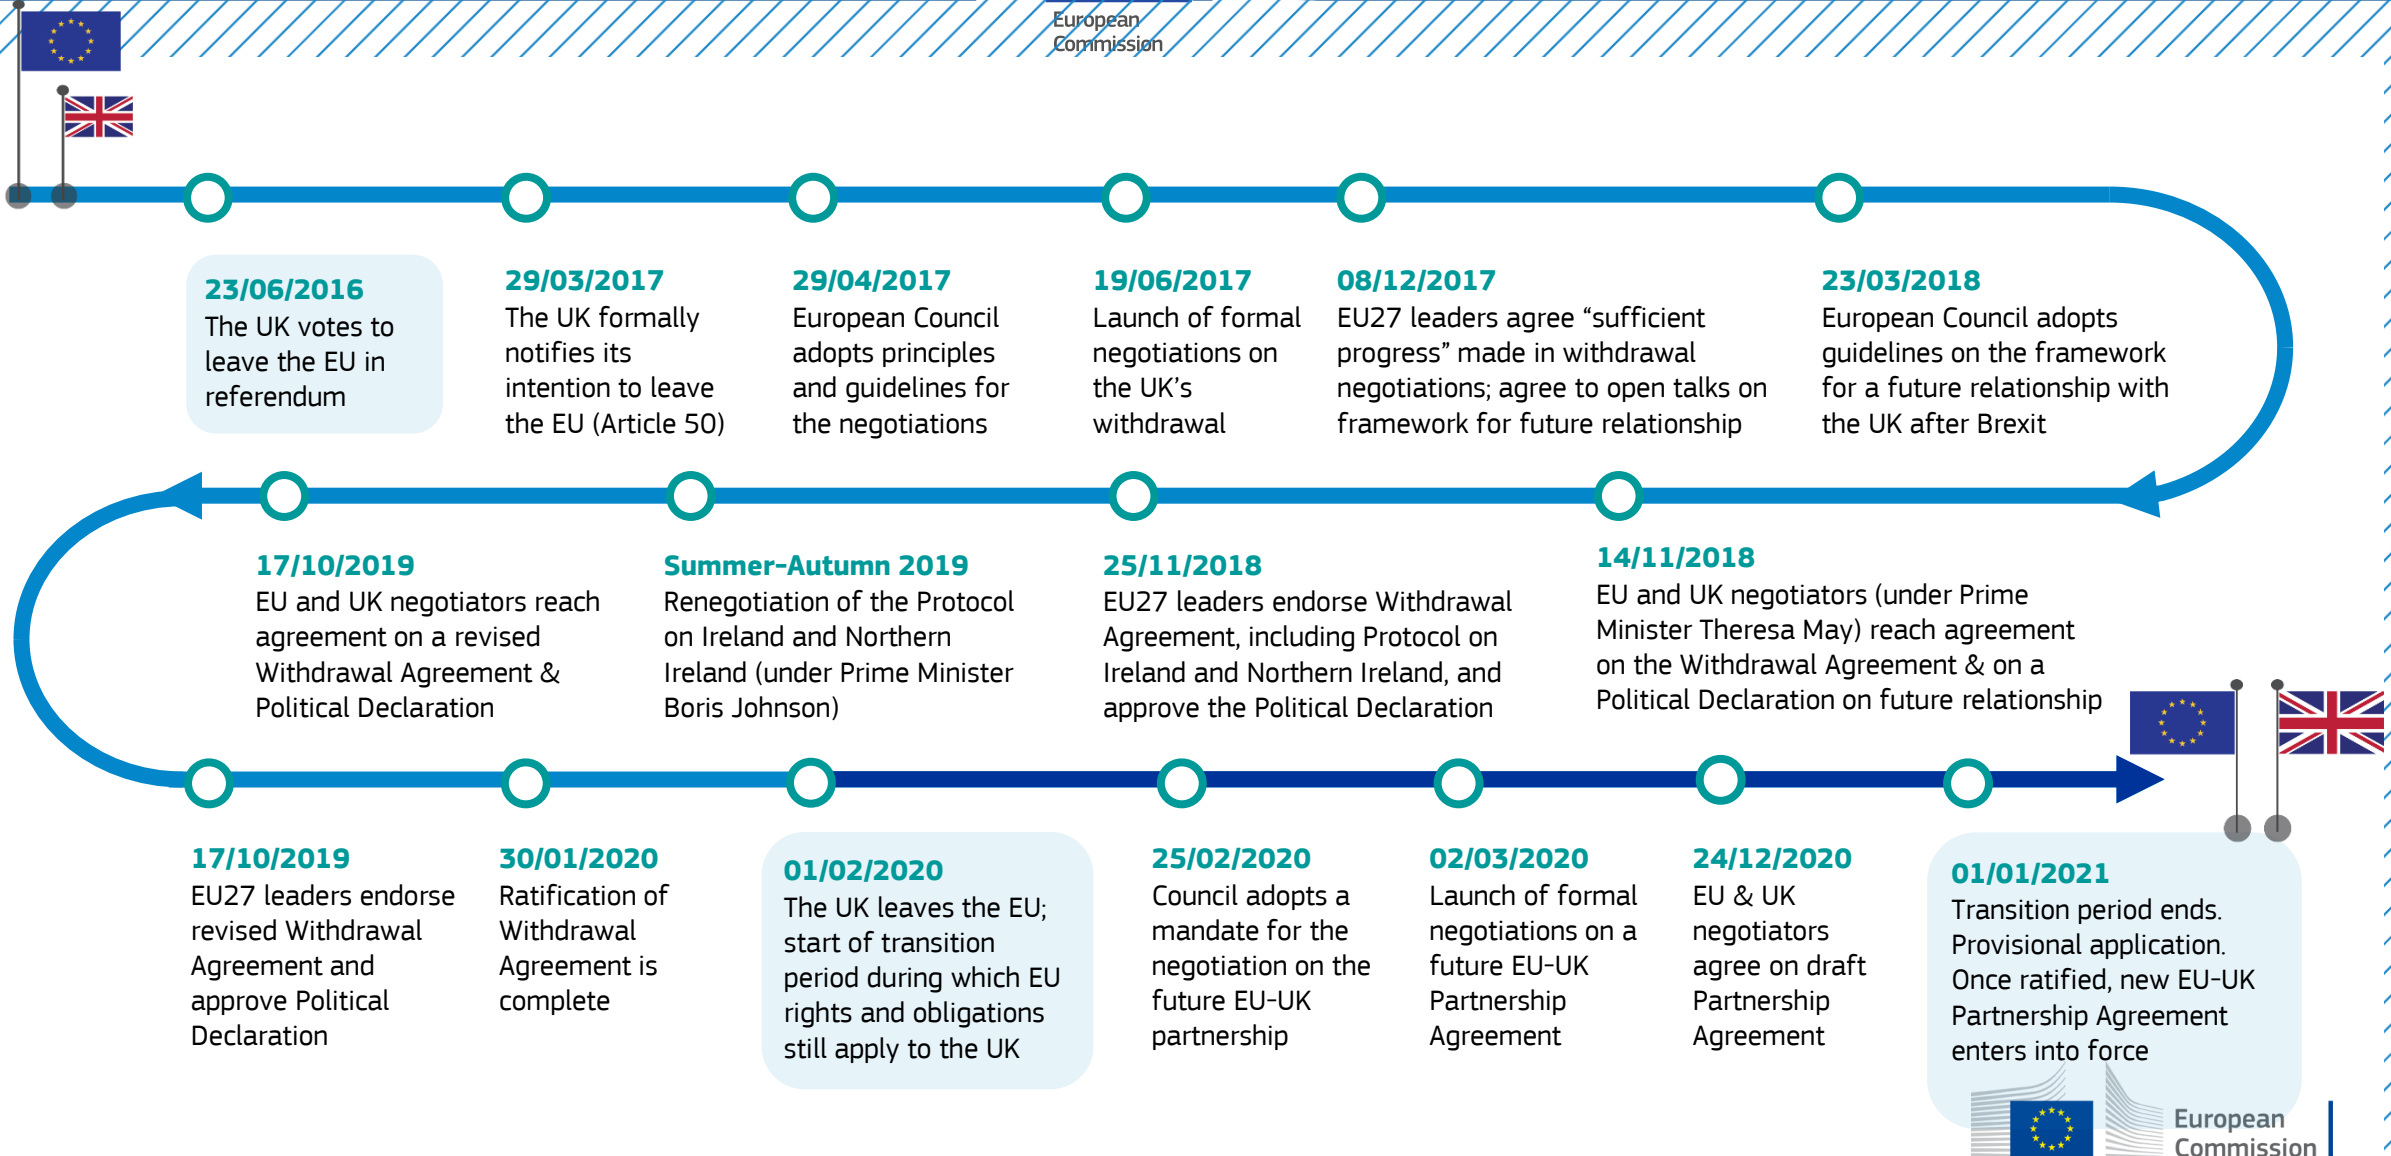 European
Commission
23/06/2016
The UK votes to
leave the EU in
referendum
29/03/2017
The UK formally
notifies its
intention to leave
the EU (Article 50)
29/04/2017
European Council
adopts principles
and guidelines for
the negotiations
19/06/2017
Launch of formal
negotiations on
the UK’s
withdrawal
08/12/2017
EU27 leaders agree “sufficient
progress” made in withdrawal
negotiations; agree to open talks on
framework for future relationship
23/03/2018
European Council adopts
guidelines on the framework
for a future relationship with
the UK after Brexit
14/11/2018
EU and UK negotiators (under Prime
Minister Theresa May) reach agreement
on the Withdrawal Agreement & on a
Political Declaration on future relationship
25/11/2018
EU27 leaders endorse Withdrawal
Agreement, including Protocol on
Ireland and Northern Ireland, and
approve the Political Declaration
Summer-Autumn 2019
Renegotiation of the Protocol
on Ireland and Northern
Ireland (under Prime Minister
Boris Johnson)
17/10/2019
EU and UK negotiators reach
agreement on a revised
Withdrawal Agreement &
Political Declaration
17/10/2019
EU27 leaders endorse
revised Withdrawal
Agreement and
approve Political
Declaration
30/01/2020
Ratification of
Withdrawal
Agreement is
complete
01/02/2020
The UK leaves the EU;
start of transition
period during which EU
rights and obligations
still apply to the UK
25/02/2020
Council adopts a
mandate for the
negotiation on the
future EU-UK
partnership
02/03/2020
Launch of formal
negotiations on a
future EU-UK
Partnership
Agreement
24/12/2020
EU & UK
negotiators
agree on draft
Partnership
Agreement
01/01/2021
Transition period ends.
Provisional application.
Once ratified, new EU-UK
Partnership Agreement
enters into force
European
Commission